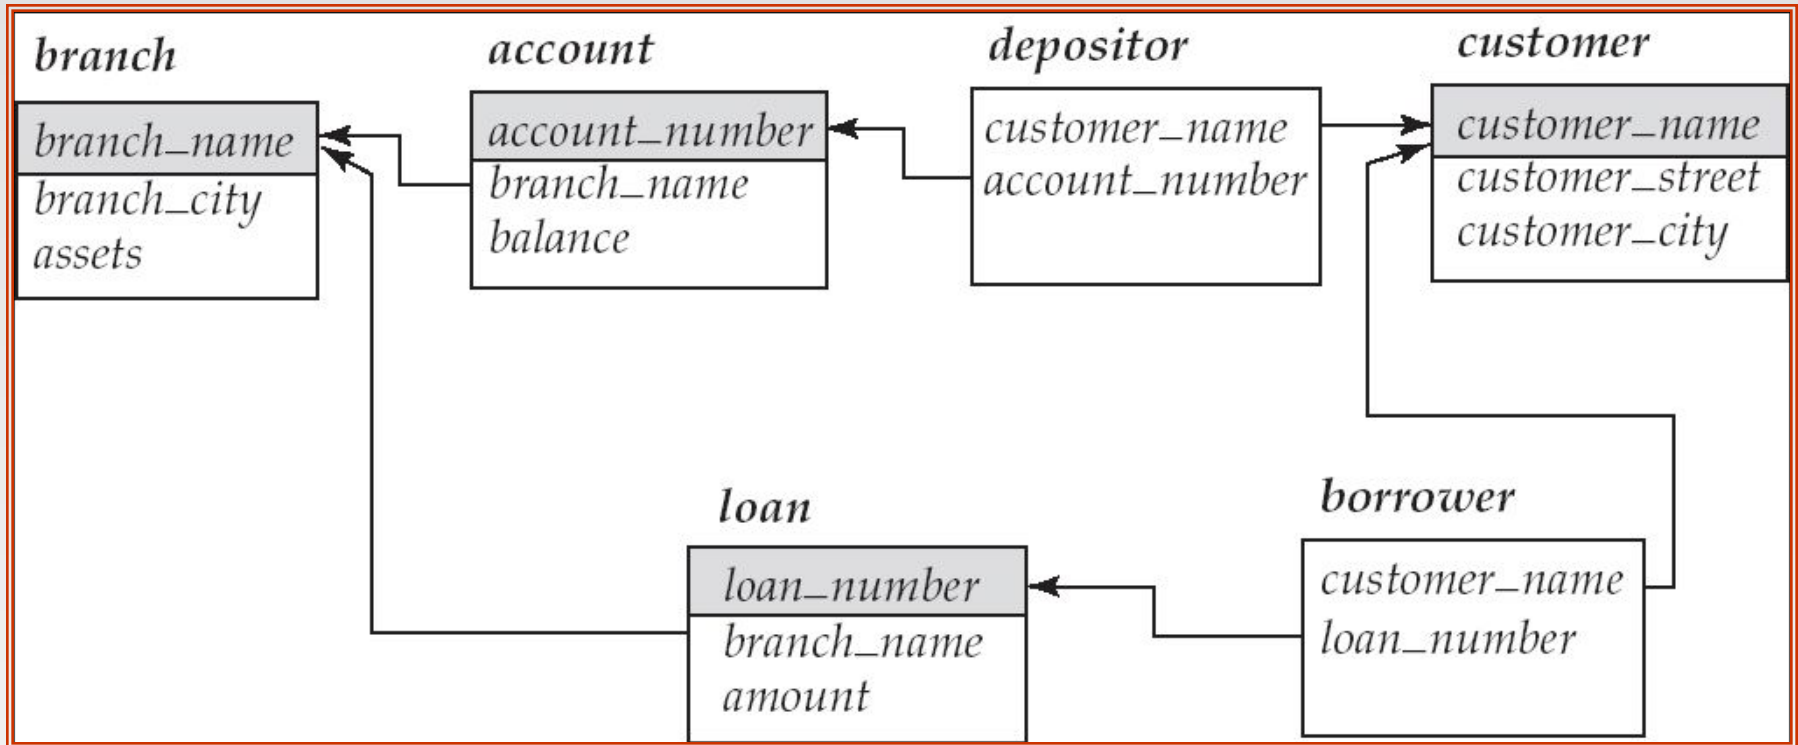 branch
branch_name
branch_city
assets
account
account_number
branch_name
balance
depositor
customer_name
account_number
customer
customer_name
customer_street
customer_city
loan
loan_number
branch_name
amount
borrower
customer_name
loan_number